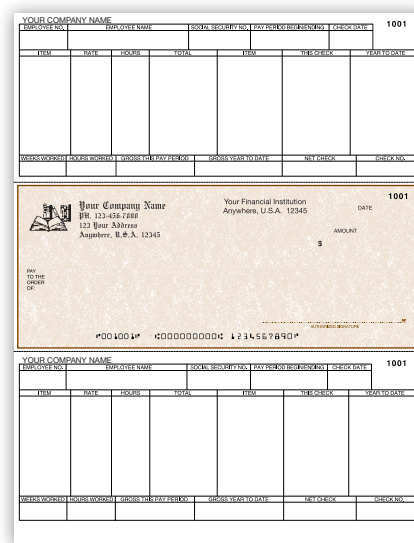 YOUR COMPANY NAME
1001
EMPLOYEE NO. EMPLOYEE NAME SOCIAL SECURITY NO. PAY PERIOD BEGIN/ENDING CHECK DATE
ITEM RATE HOURS TOTAL ITEM THIS CHECK YEAR TO DATE
WEEKS WORKED HOURS WORKED GROSS THIS PAY PERIOD GROSS YEAR TO DATE NET CHECK CHECK NO.
1001
Your Company Name
PH. 123-456-7000
123 Your Address
Anywhere, U.S.A. 12345
Your Financial Institution
Anywhere, U.S.A. 12345
DATE
AMOUNT
$
PAY
TO THE
ORDER
OF:
AUTHORIZED SIGNATURE
⑈001001⑈ ⑆000000000⑆ 1234567890⑈
YOUR COMPANY NAME
1001
EMPLOYEE NO. EMPLOYEE NAME SOCIAL SECURITY NO. PAY PERIOD BEGIN/ENDING CHECK DATE
ITEM RATE HOURS TOTAL ITEM THIS CHECK YEAR TO DATE
WEEKS WORKED HOURS WORKED GROSS THIS PAY PERIOD GROSS YEAR TO DATE NET CHECK CHECK NO.